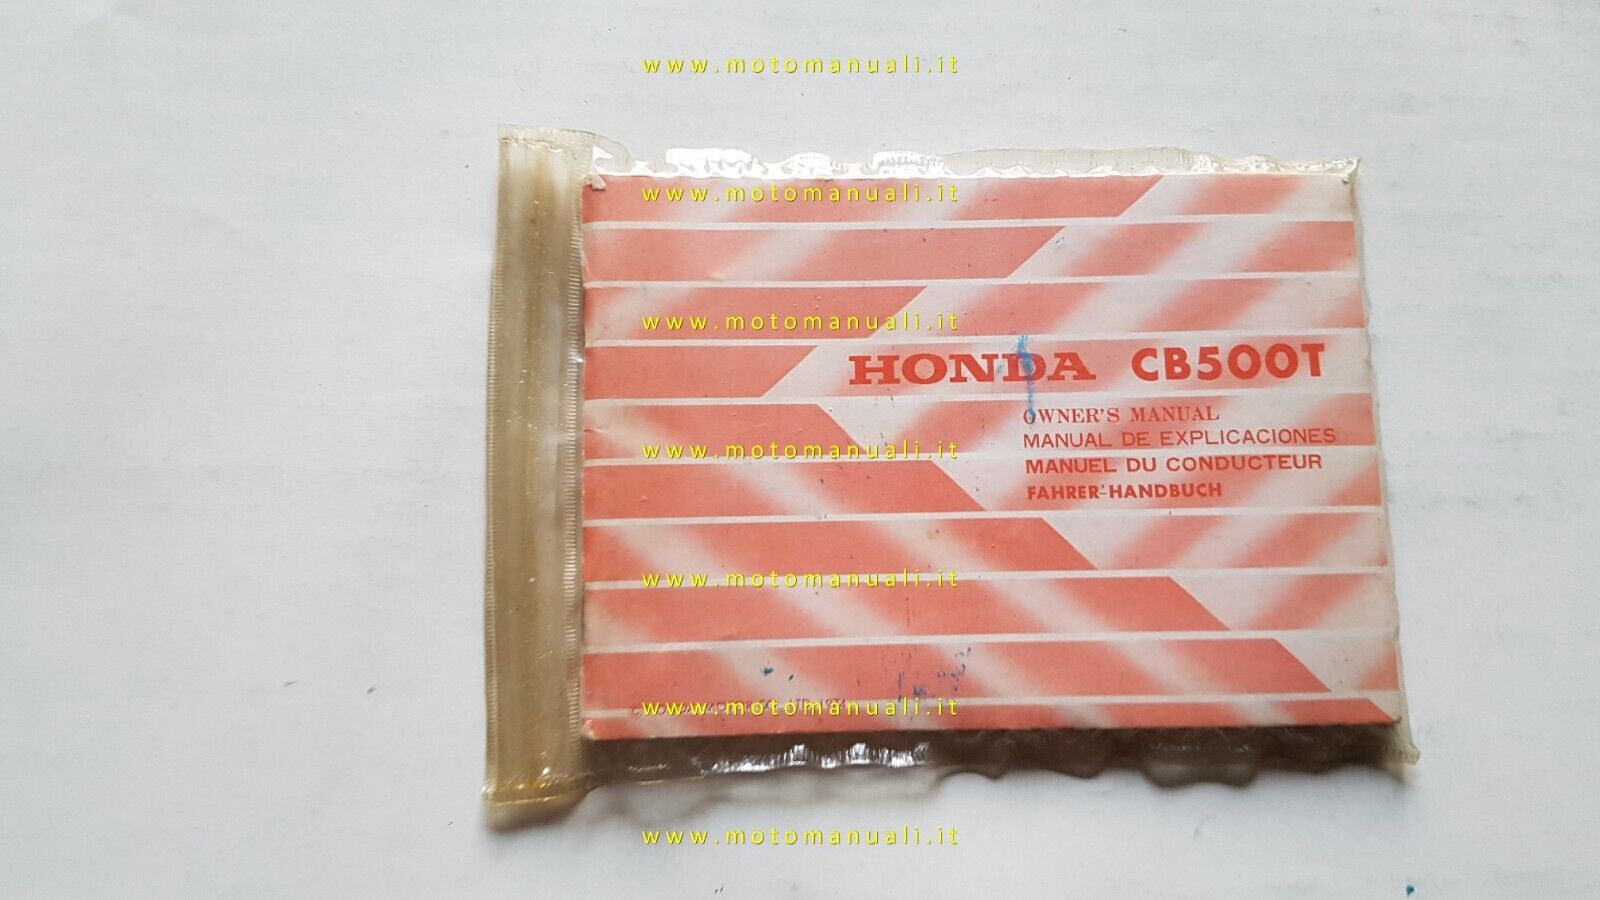 www.motomanuali.it
www.motomanuali.it
www.motomanuali.it
HONDA CB500T
OWNER'S MANUAL
MANUAL DE EXPLICACIONES
www.motomanuali.it
MANUEL DU CONDUCTEUR
FAHRER-HANDBUCH
www.motomanuali.it
www.motomanuali.it
www.motomanuali.it